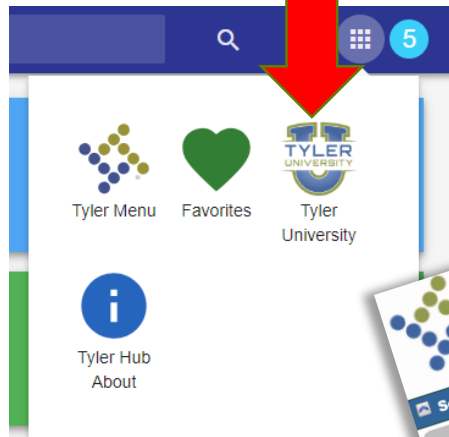 5
TYLER
UNIVERSITY
Tyler Menu
Favorites
Tyler
University
i
Tyler Hub
About